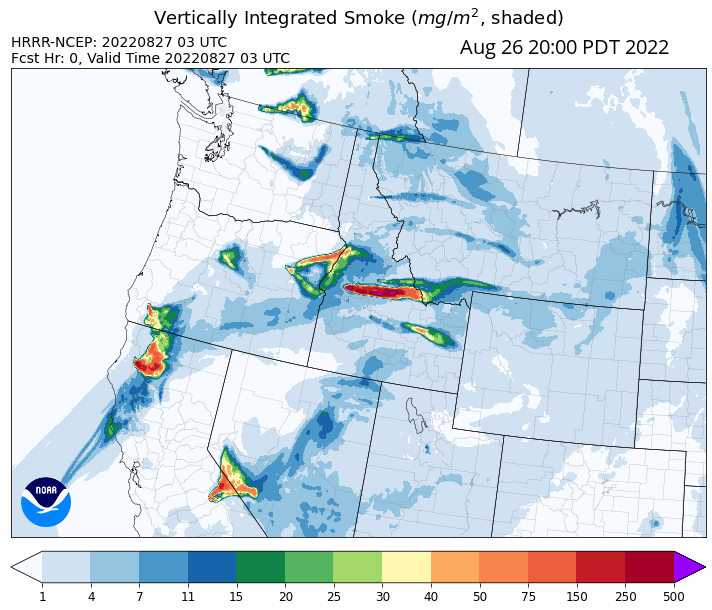 Vertically Integrated Smoke (mg/m², shaded)
HRRR-NCEP: 20220827 03 UTC
Fcst Hr: 0, Valid Time 20220827 03 UTC
Aug 26 20:00 PDT 2022
NOAA
1 4 7 11 15 20 25 30 40 50 75 150 250 500